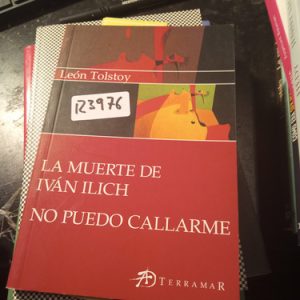 León Tolstoy
R3976
LA MUERTE DE
IVÁN ILICH
NO PUEDO CALLARME
TERRAMAR